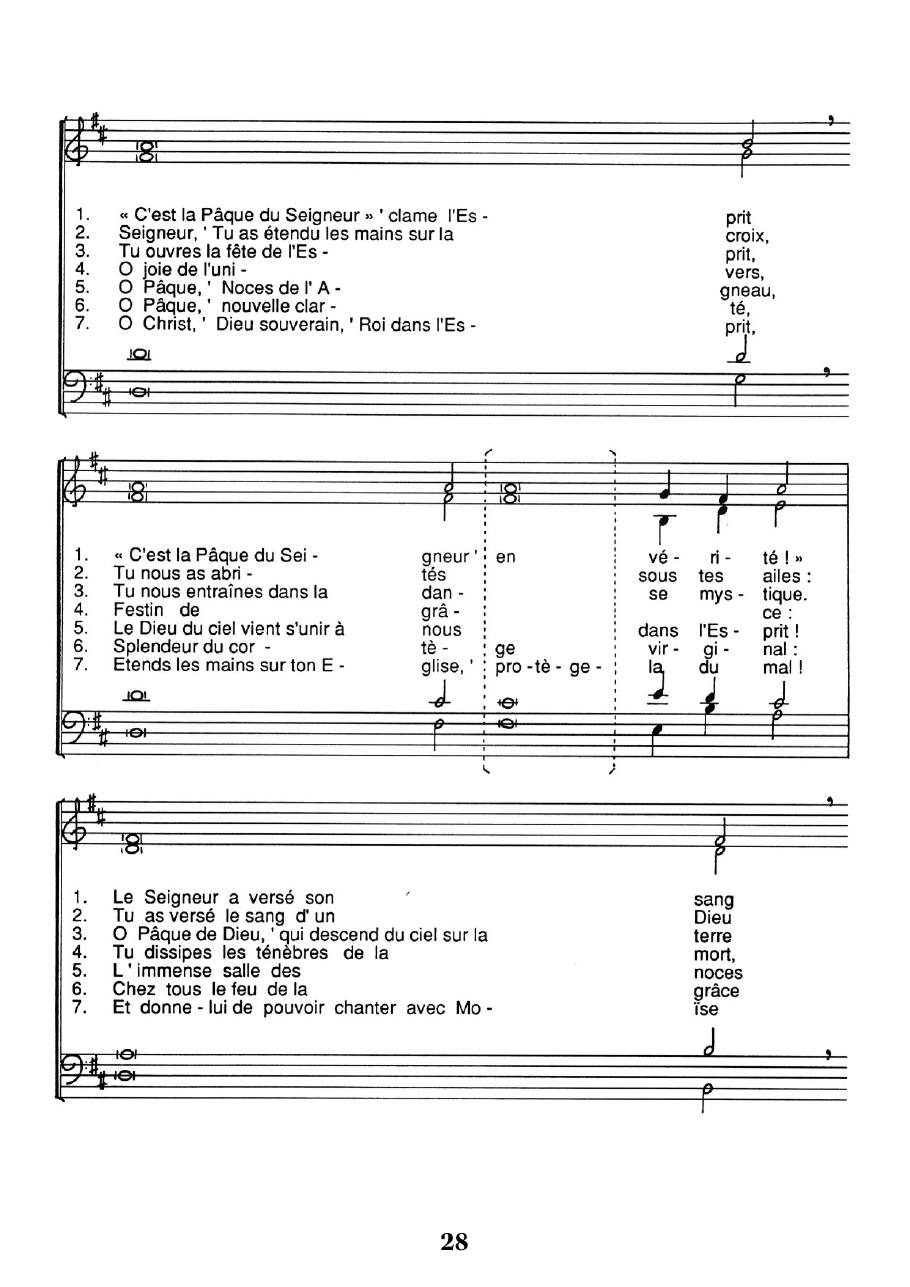 1. « C'est la Pâque du Seigneur » ' clame l'Es - prit
2. Seigneur, ' Tu as étendu les mains sur la croix,
3. Tu ouvres la fête de l'Es - prit,
4. O joie de l'uni - vers,
5. O Pâque, ' Noces de l' A - gneau,
6. O Pâque, ' nouvelle clar - té,
7. O Christ, ' Dieu souverain, ' Roi dans l'Es - prit,
1. « C'est la Pâque du Sei - gneur ' en vé - ri - té ! »
2. Tu nous as abri - tés sous tes ailes :
3. Tu nous entraînes dans la dan - se mys - tique.
4. Festin de grâ - ce :
5. Le Dieu du ciel vient s'unir à nous dans l'Es - prit !
6. Splendeur du cor - tè - ge vir - gi - nal :
7. Etends les mains sur ton E - glise, ' pro - tè - ge - la du mal !
1. Le Seigneur a versé son sang
2. Tu as versé le sang d' un Dieu
3. O Pâque de Dieu, ' qui descend du ciel sur la terre
4. Tu dissipes les ténèbres de la mort,
5. L ' immense salle des noces
6. Chez tous le feu de la grâce
7. Et donne - lui de pouvoir chanter avec Mo - ïse
28